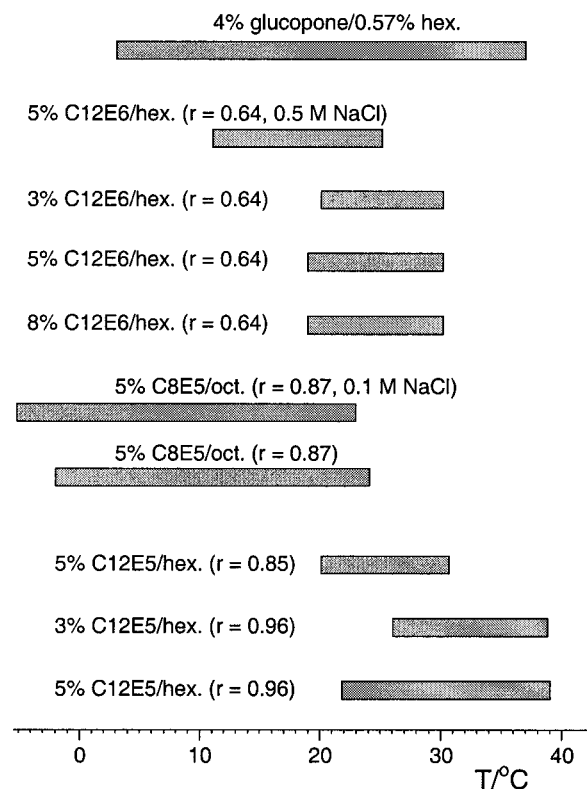 4% glucopone/0.57% hex.
5% C12E6/hex. (r = 0.64, 0.5 M NaCl)
3% C12E6/hex. (r = 0.64)
5% C12E6/hex. (r = 0.64)
8% C12E6/hex. (r = 0.64)
5% C8E5/oct. (r = 0.87, 0.1 M NaCl)
5% C8E5/oct. (r = 0.87)
5% C12E5/hex. (r = 0.85)
3% C12E5/hex. (r = 0.96)
5% C12E5/hex. (r = 0.96)
0 10 20 30 40
T/°C